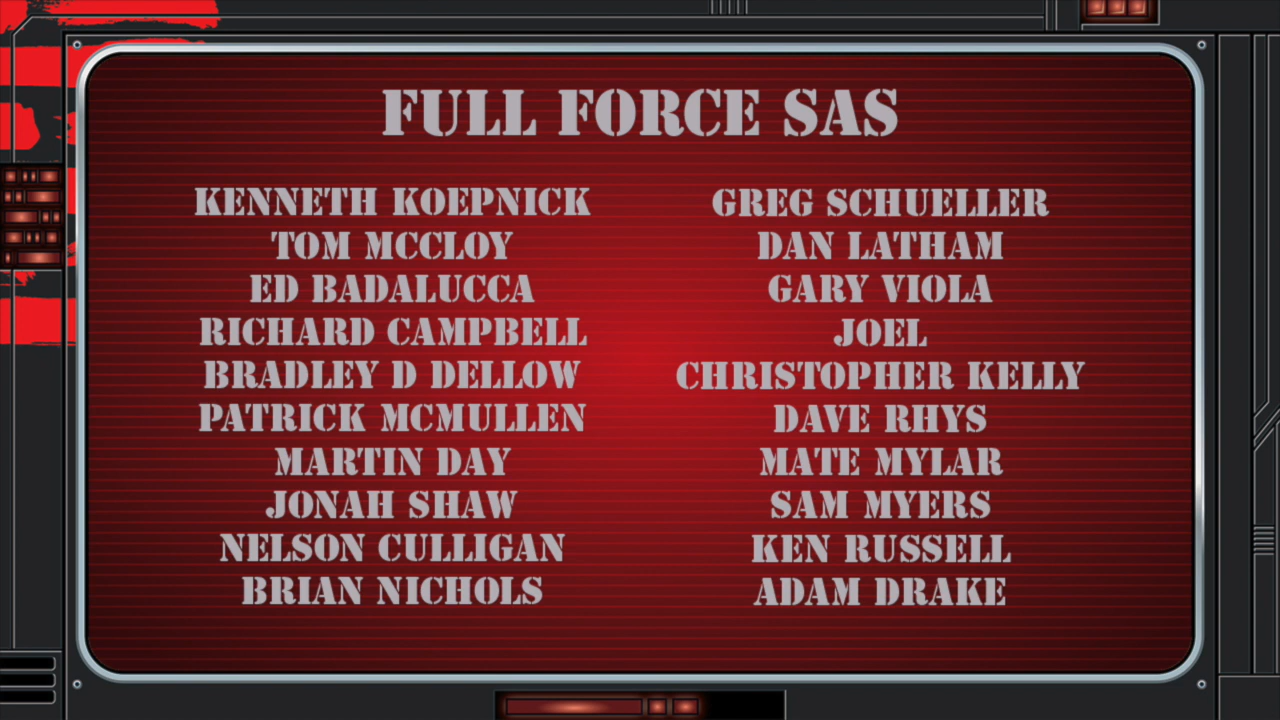 FULL FORCE SAS
KENNETH KOEPNICK
TOM MCCLOY
ED BADALUCCA
RICHARD CAMPBELL
BRADLEY D DELLOW
PATRICK MCMULLEN
MARTIN DAY
JONAH SHAW
NELSON CULLIGAN
BRIAN NICHOLS
GREG SCHUELLER
DAN LATHAM
GARY VIOLA
JOEL
CHRISTOPHER KELLY
DAVE RHYS
MATE MYLAR
SAM MYERS
KEN RUSSELL
ADAM DRAKE